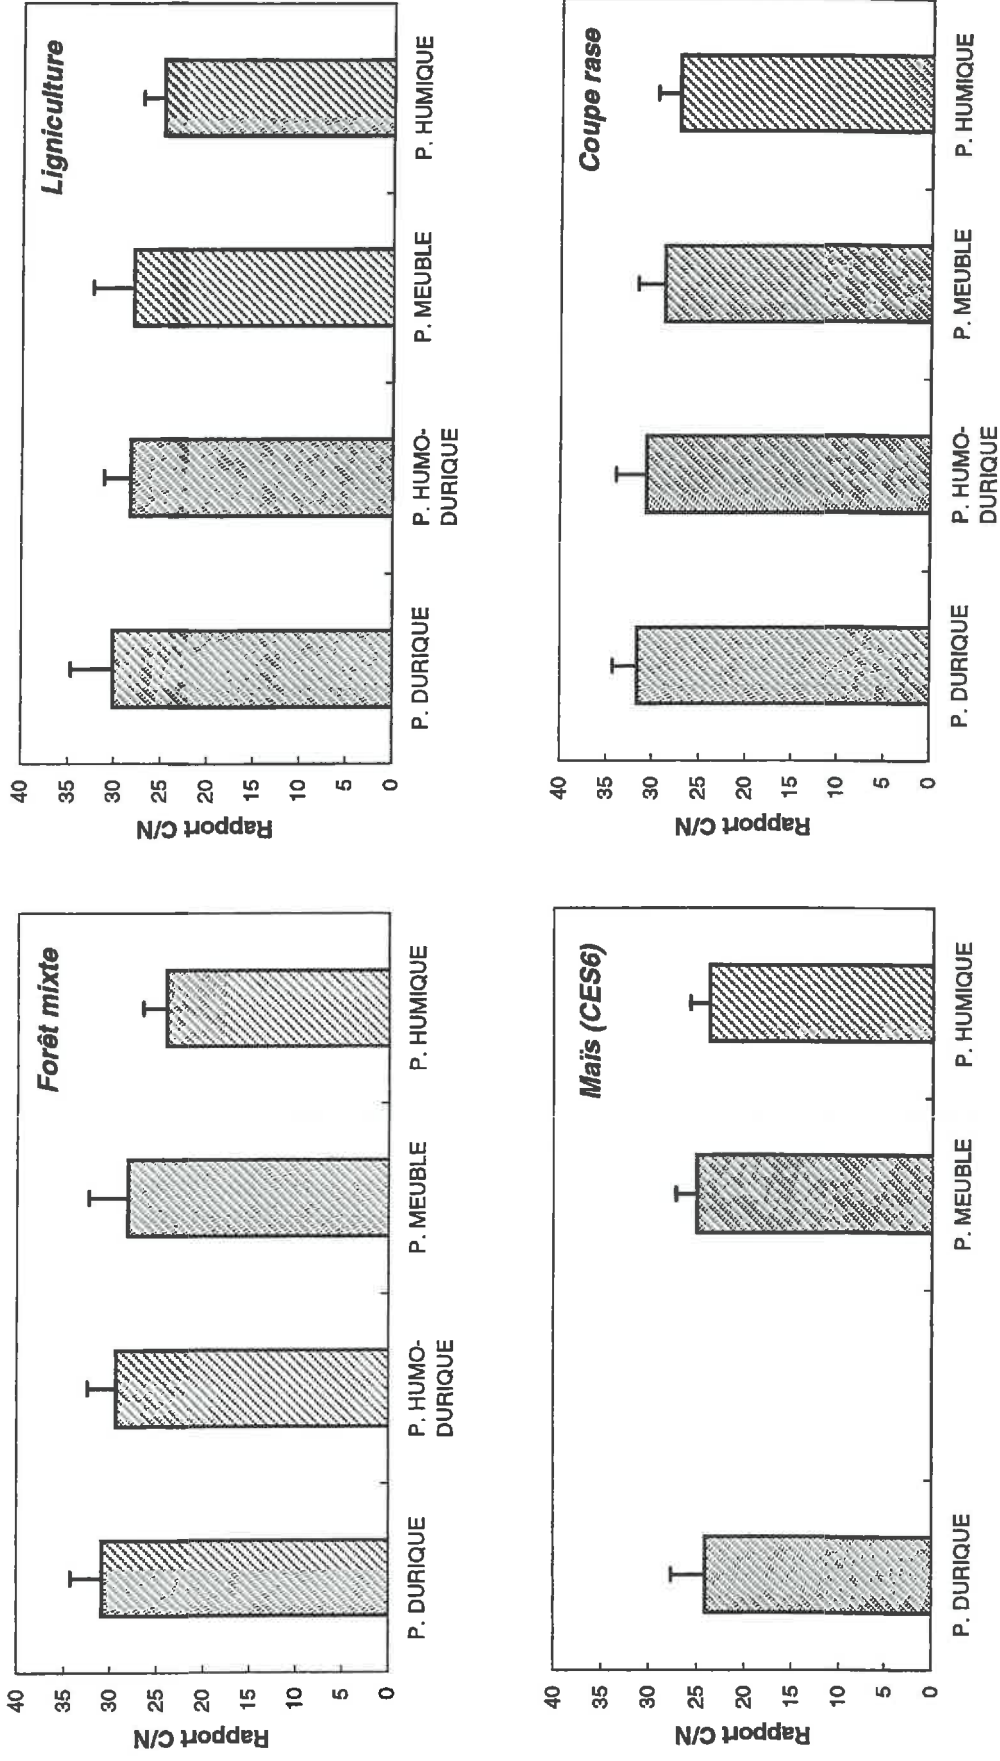 Forêt mixte
Rapport C/N
40
35
30
25
20
15
10
5
0
P. DURIQUE
P. HUMO-
DURIQUE
P. MEUBLE
P. HUMIQUE
Ligniculture
Rapport C/N
40
35
30
25
20
15
10
5
0
P. DURIQUE
P. HUMO-
DURIQUE
P. MEUBLE
P. HUMIQUE
Maïs (CES6)
Rapport C/N
40
35
30
25
20
15
10
5
0
P. DURIQUE
P. MEUBLE
P. HUMIQUE
Coupe rase
Rapport C/N
40
35
30
25
20
15
10
5
0
P. DURIQUE
P. HUMO-
DURIQUE
P. MEUBLE
P. HUMIQUE